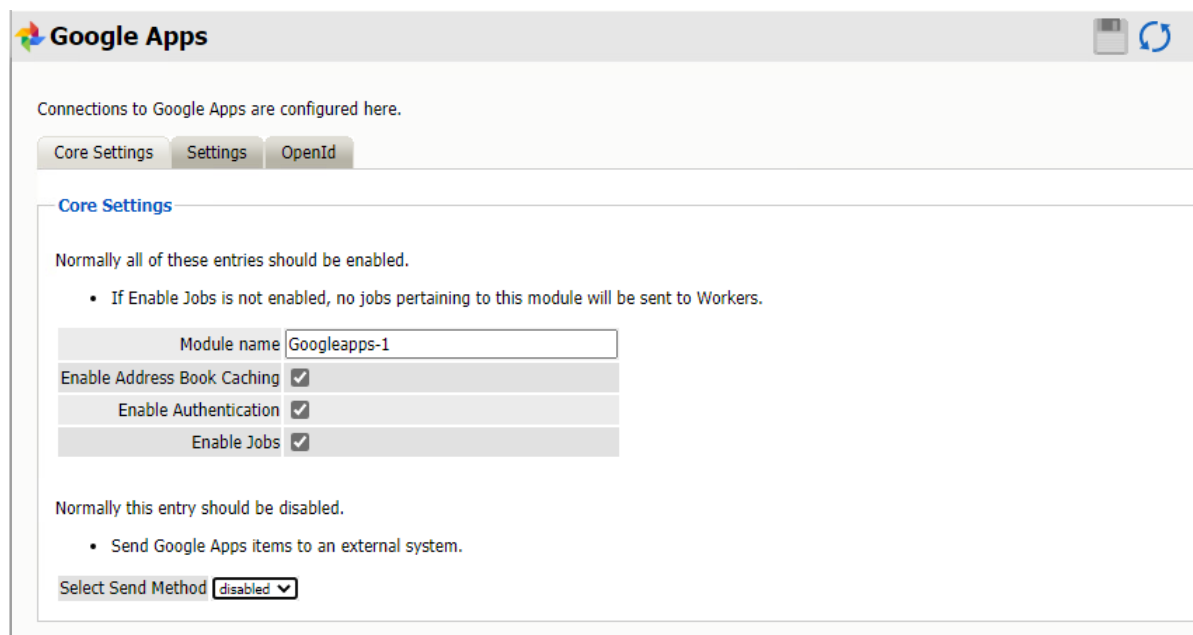 Google Apps
Connections to Google Apps are configured here.
Core Settings Settings OpenId
Core Settings
Normally all of these entries should be enabled.
• If Enable Jobs is not enabled, no jobs pertaining to this module will be sent to Workers.
Module name Googleapps-1
Enable Address Book Caching
Enable Authentication
Enable Jobs
Normally this entry should be disabled.
• Send Google Apps items to an external system.
Select Send Method disabled